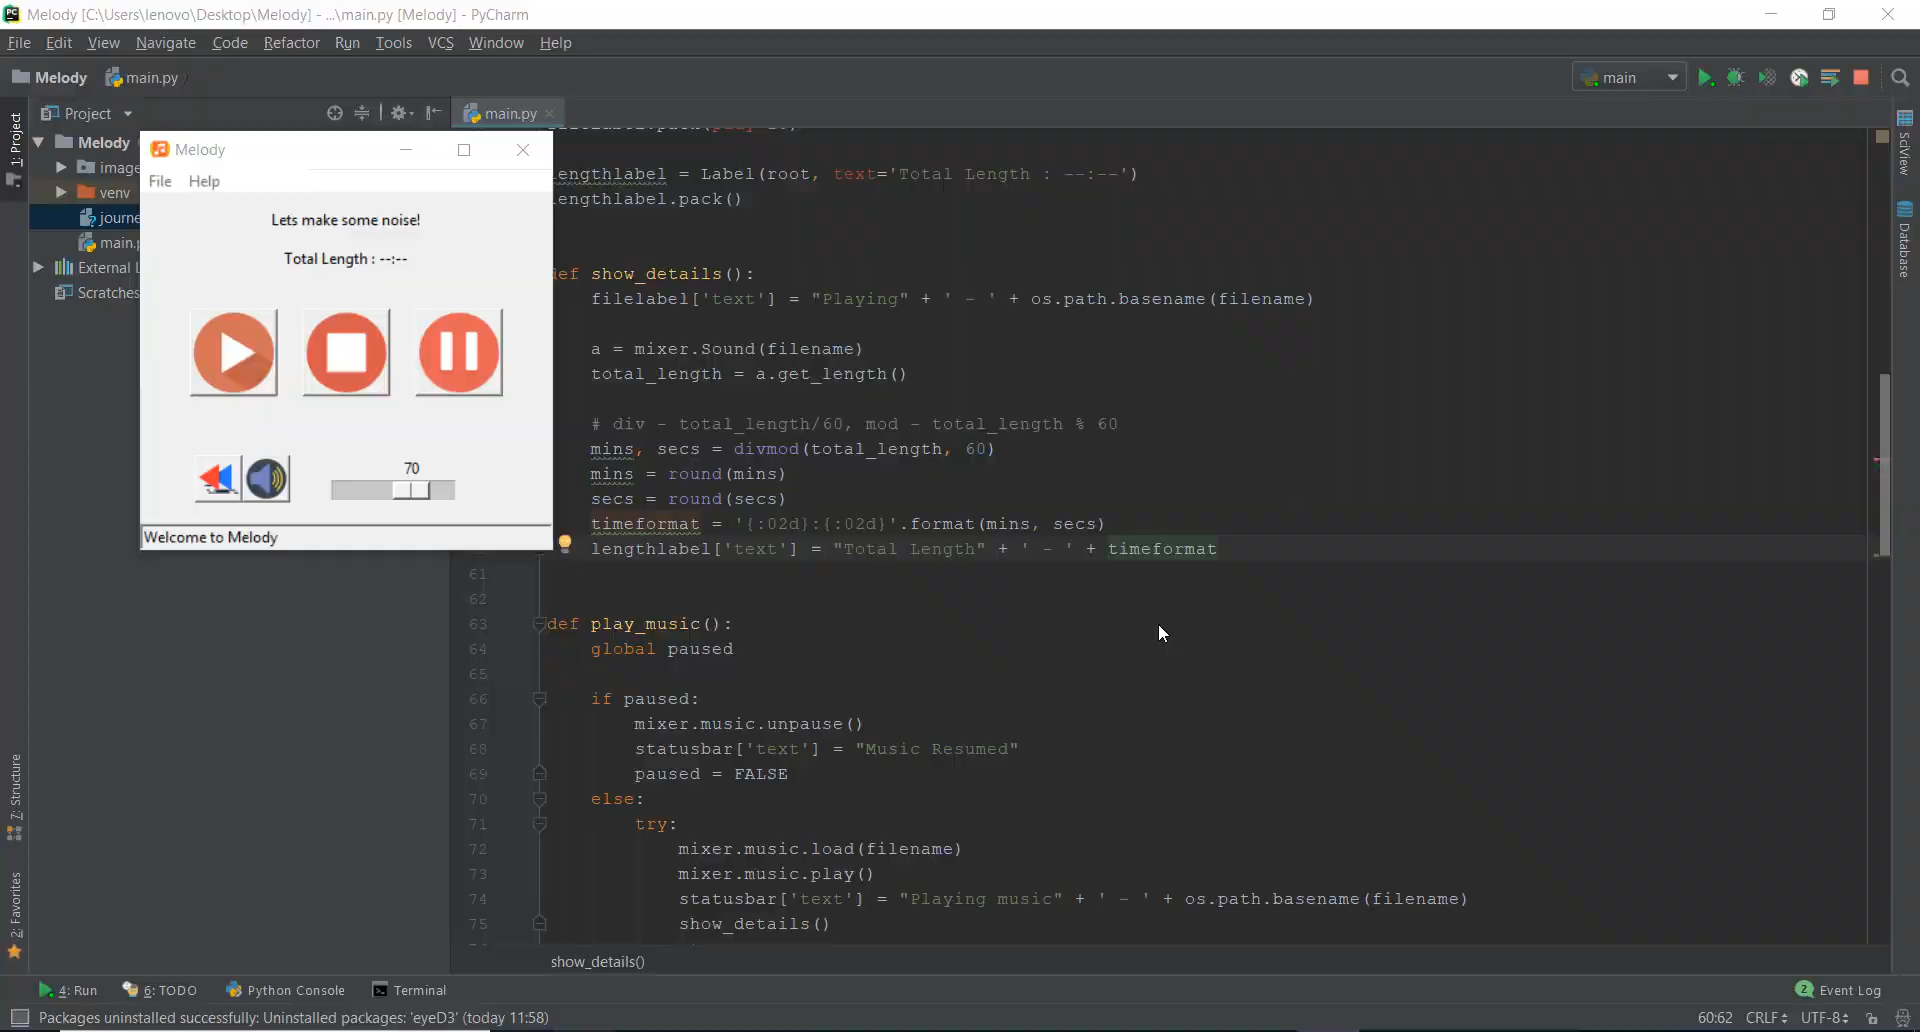 Melody [C:\Users\lenovo\Desktop\Melody] - ...\main.py [Melody] - PyCharm
File Edit View Navigate Code Refactor Run Tools VCS Window Help
Melody main.py main
Project main.py
1: Project
Melody
image
venv
journe
main.p
External L
Scratches
Melody
File Help
Lets make some noise!
Total Length : --:--
70
Welcome to Melody
lengthlabel = Label(root, text='Total Length : --:--')
lengthlabel.pack()
def show_details():
filelabel['text'] = "Playing" + ' - ' + os.path.basename(filename)
a = mixer.Sound(filename)
total_length = a.get_length()
# div - total_length/60, mod - total_length % 60
mins, secs = divmod(total_length, 60)
mins = round(mins)
secs = round(secs)
timeformat = '{:02d}:{:02d}'.format(mins, secs)
lengthlabel['text'] = "Total Length" + ' - ' + timeformat
61
62
63 def play_music():
64 global paused
65
66 if paused:
67 mixer.music.unpause()
68 statusbar['text'] = "Music Resumed"
69 paused = FALSE
70 else:
71 try:
72 mixer.music.load(filename)
73 mixer.music.play()
74 statusbar['text'] = "Playing music" + ' - ' + os.path.basename(filename)
75 show_details()
show_details()
SciView
Database
7: Structure
2: Favorites
4: Run 6: TODO Python Console Terminal 2 Event Log
Packages uninstalled successfully: Uninstalled packages: 'eyeD3' (today 11:58) 60:62 CRLF UTF-8